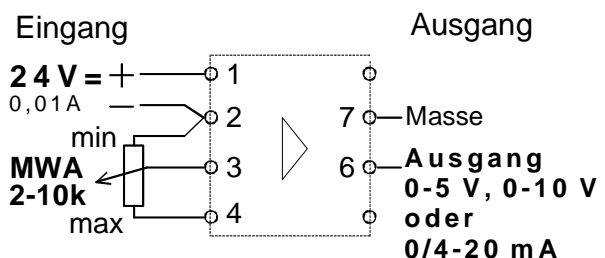 Eingang
Ausgang
24V= + 1
0,01A − 2
7 Masse
min
MWA 3
6 Ausgang
2-10k
0-5 V, 0-10 V
max 4
oder
0/4-20 mA